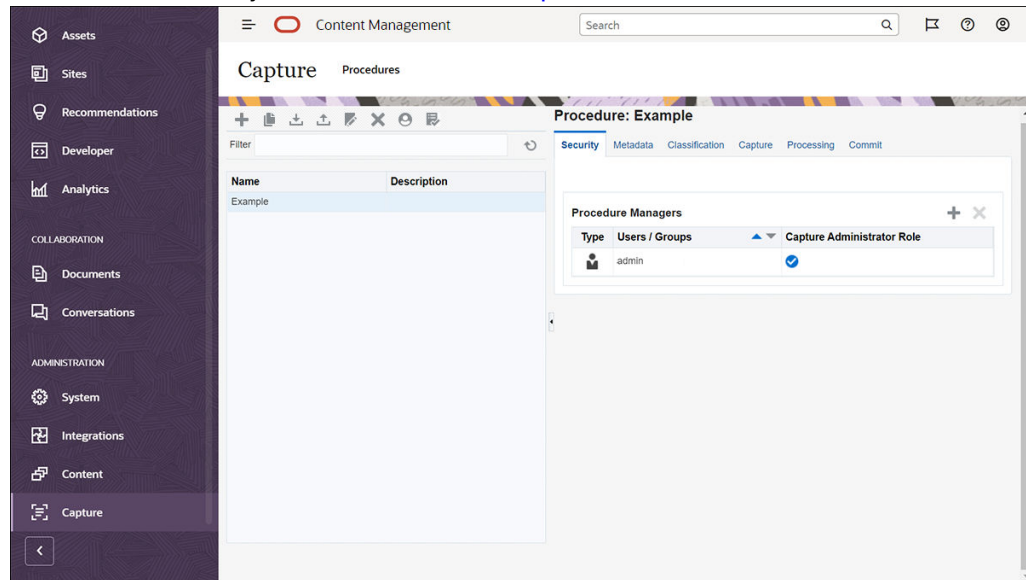 Assets
Sites
Recommendations
Developer
Analytics
COLLABORATION
Documents
Conversations
ADMINISTRATION
System
Integrations
Content
Capture
Content Management
Search
Capture
Procedures
Filter
Name Description
Example
Procedure: Example
Security Metadata Classification Capture Processing Commit
Procedure Managers
Type Users / Groups Capture Administrator Role
admin